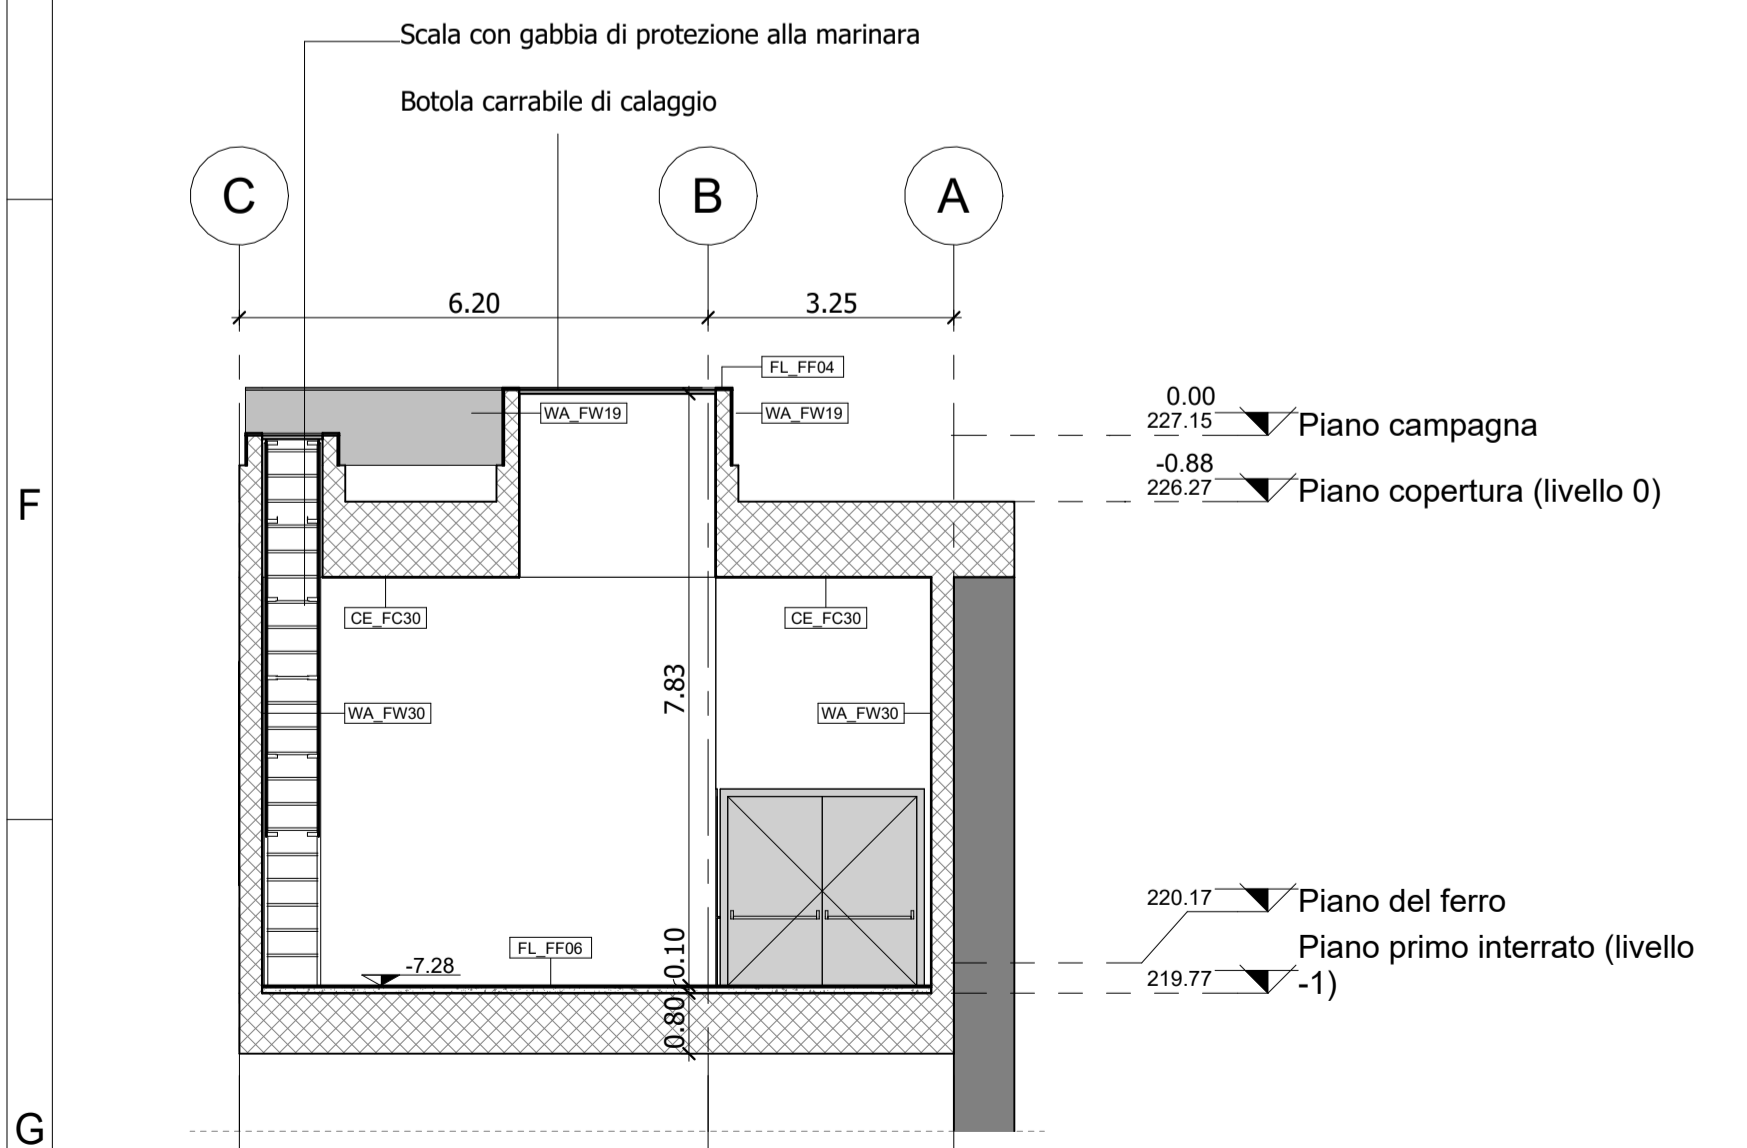 Scala con gabbia di protezione alla marinara
Botola carrabile di calaggio
C
B
A
6.20
3.25
FL_FF04
WA_FW19
WA_FW19
0.00
227.15
Piano campagna
-0.88
226.27
Piano copertura (livello 0)
F
CE_FC30
CE_FC30
7.83
WA_FW30
WA_FW30
220.17
Piano del ferro
Piano primo interrato (livello
-1)
219.77
FL_FF06
-7.28
0.10
0.80
G